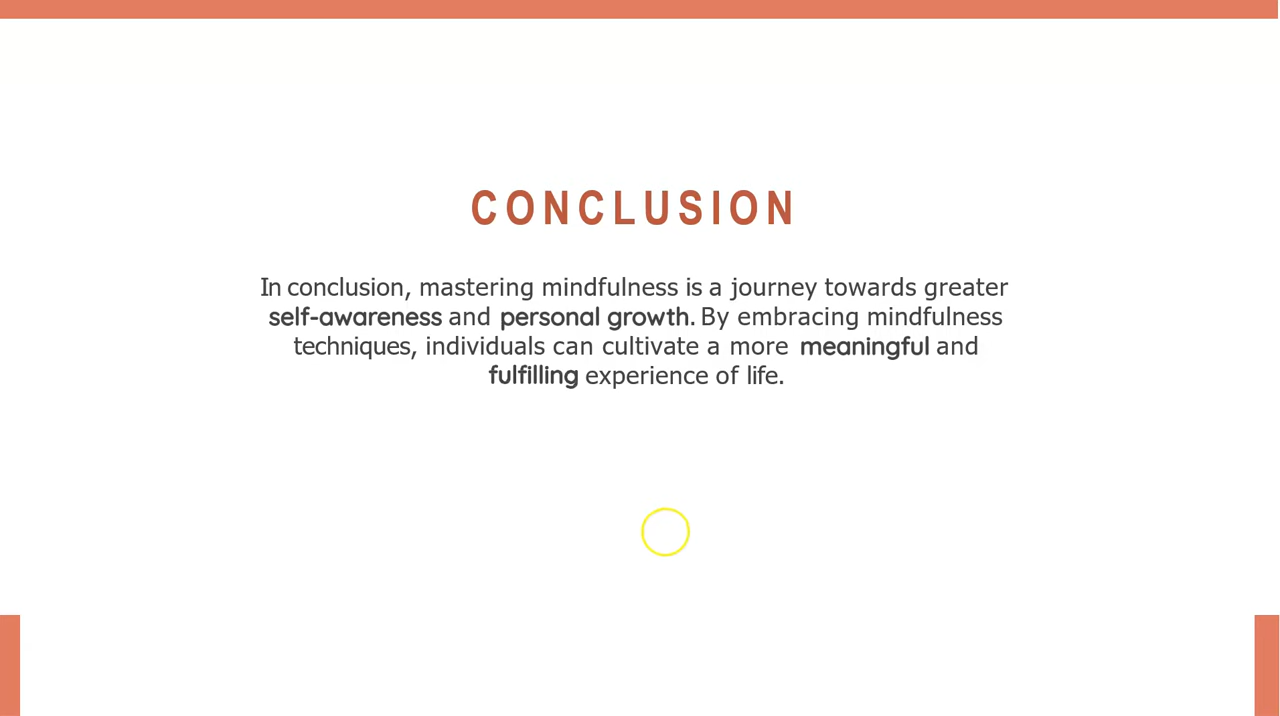 CONCLUSION
In conclusion, mastering mindfulness is a journey towards greater
self-awareness and personal growth. By embracing mindfulness
techniques, individuals can cultivate a more meaningful and
fulfilling experience of life.